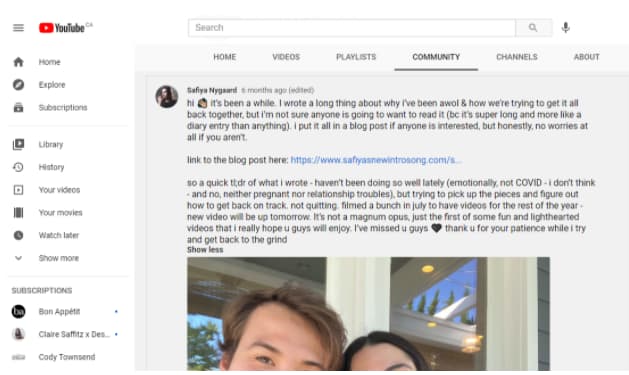 YouTube CA
Search
Home
Explore
Subscriptions
Library
History
Your videos
Your movies
Watch later
Show more
SUBSCRIPTIONS
Bon Appétit
Claire Saffitz x Des...
Cody Townsend
HOME VIDEOS PLAYLISTS COMMUNITY CHANNELS ABOUT
Safiya Nygaard 6 months ago (edited)
hi 👋 it's been a while. I wrote a long thing about why i've been awol & how we're trying to get it all
back together, but i'm not sure anyone is going to want to read it (bc it's super long and more like a
diary entry than anything). i put it all in a blog post if anyone is interested, but honestly, no worries at
all if you aren't.
link to the blog post here: https://www.safiyasnewintrosong.com/s...
so a quick tl;dr of what i wrote - haven't been doing so well lately (emotionally, not COVID - i don't think
- and no, neither pregnant nor relationship troubles), but trying to pick up the pieces and figure out
how to get back on track. not quitting. filmed a bunch in july to have videos for the rest of the year -
new video will be up tomorrow. It's not a magnum opus, just the first of some fun and lighthearted
videos that i really hope u guys will enjoy. I've missed u guys 🖤 thank u for your patience while i try
and get back to the grind
Show less
ba